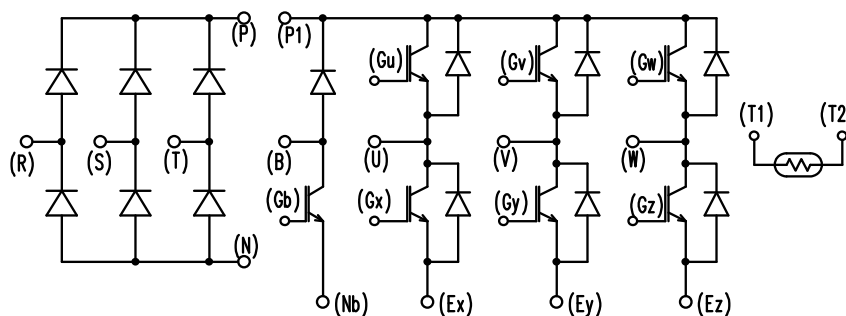 (P) (P1)
(Gu) (Gv) (Gw)
(T1) (T2
(R) (S) (T) (B) (U) (V) (W)
(Gb) (Gx) (Gy) (Gz)
(N)
(Nb) (Ex) (Ey) (Ez)